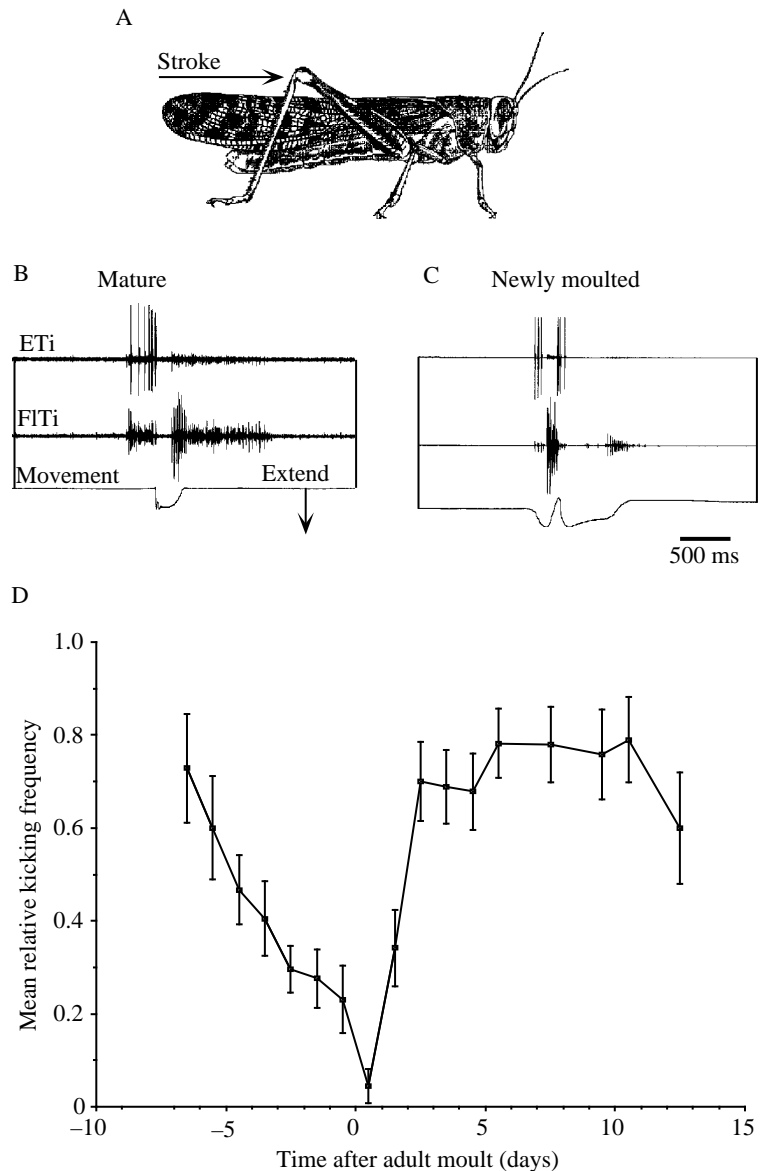 A
Stroke
B
Mature
C
Newly moulted
ETi
FlTi
Movement
Extend
500 ms
D
1.0
0.8
0.6
0.4
0.2
0
Mean relative kicking frequency
–10
–5
0
5
10
15
Time after adult moult (days)